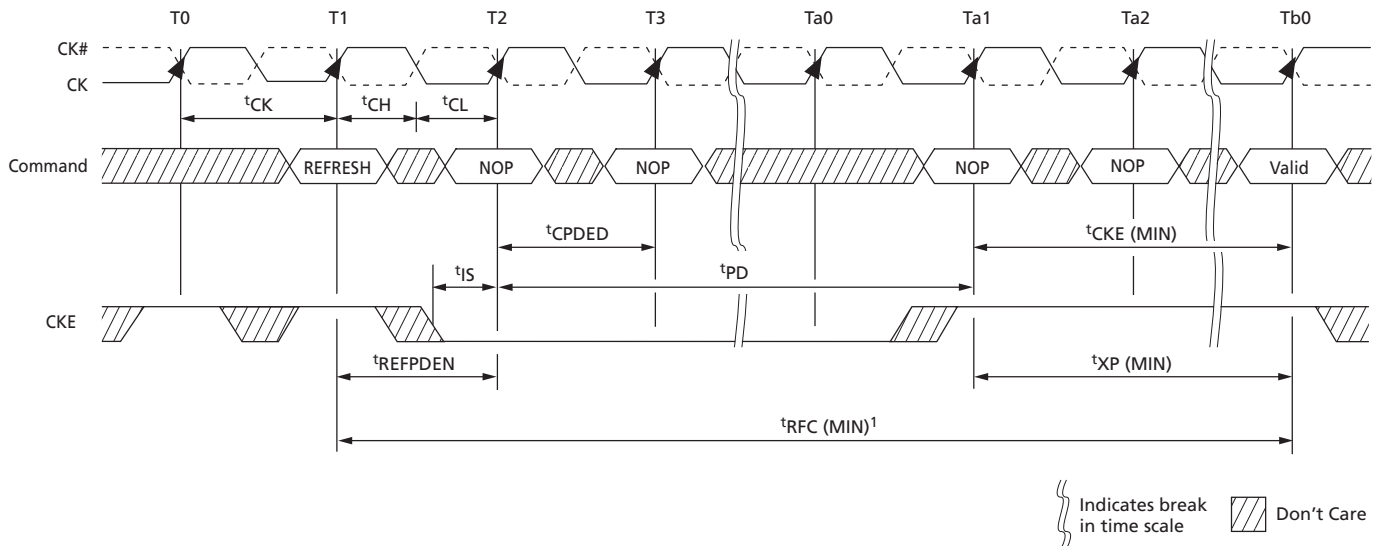 T0 T1 T2 T3 Ta0 Ta1 Ta2 Tb0
CK#
CK
tCK tCH tCL
Command REFRESH NOP NOP NOP NOP Valid
tCPDED tCKE (MIN)
tIS tPD
CKE
tREFPDEN tXP (MIN)
tRFC (MIN)1
Indicates break
in time scale
Don't Care